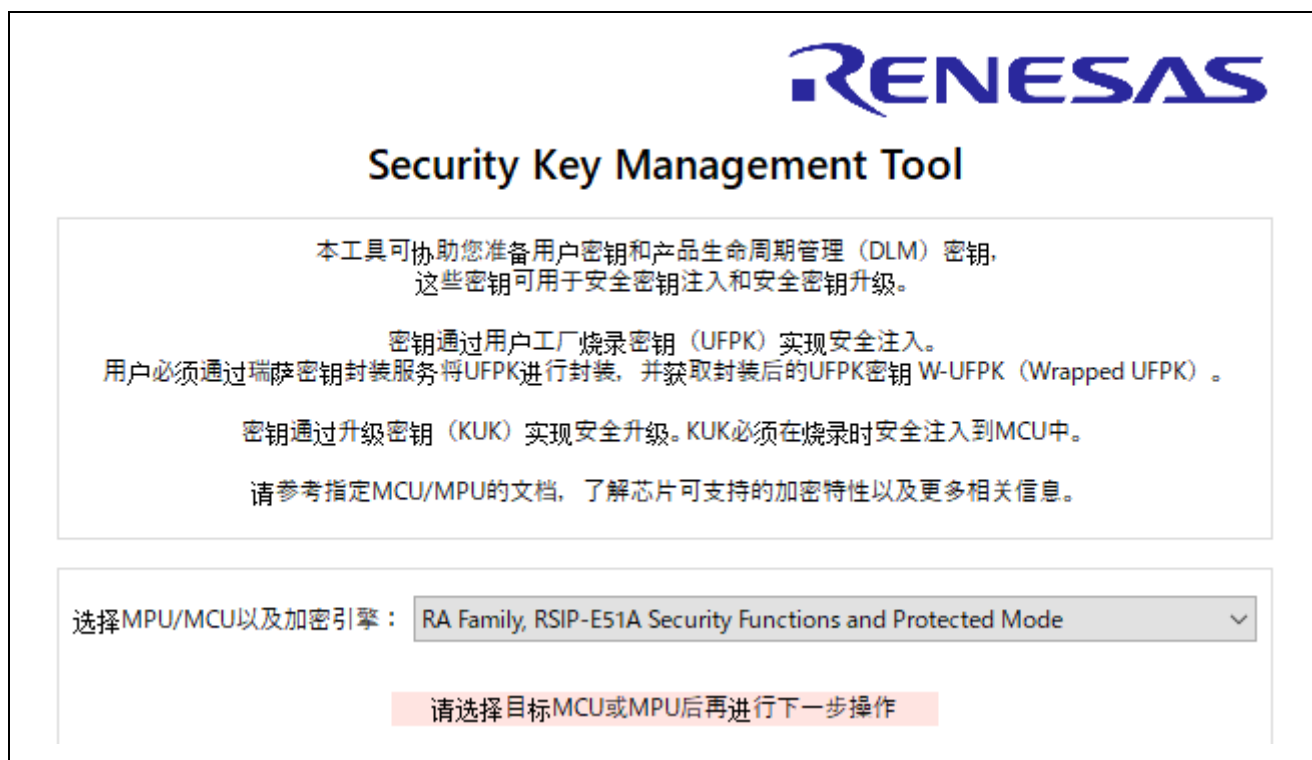 RENESAS
Security Key Management Tool
本工具可协助您准备用户密钥和产品生命周期管理（DLM）密钥，
这些密钥可用于安全密钥注入和安全密钥升级。
密钥通过用户工厂烧录密钥（UFPK）实现安全注入。
用户必须通过瑞萨密钥封装服务将UFPK进行封装，并获取封装后的UFPK密钥 W-UFPK（Wrapped UFPK）。
密钥通过升级密钥（KUK）实现安全升级。KUK必须在烧录时安全注入到MCU中。
请参考指定MCU/MPU的文档，了解芯片可支持的加密特性以及更多相关信息。
选择MPU/MCU以及加密引擎： RA Family, RSIP-E51A Security Functions and Protected Mode
请选择目标MCU或MPU后再进行下一步操作